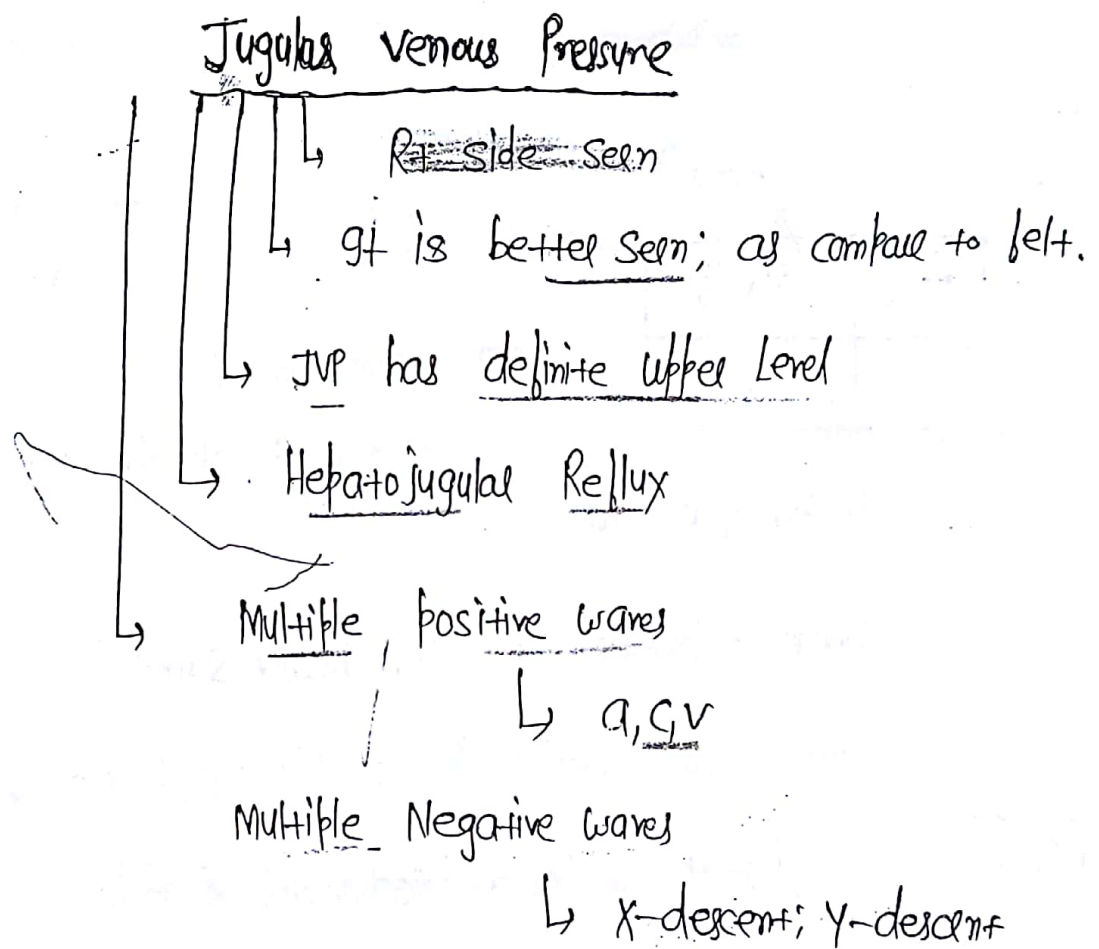 Jugular venous Pressure
Rt side seen
It is better seen; as compare to felt.
JVP has definite upper Level
Hepatojugular Reflux
Multiple, positive waves
a, c, v
Multiple Negative waves
X-descent; Y-descent